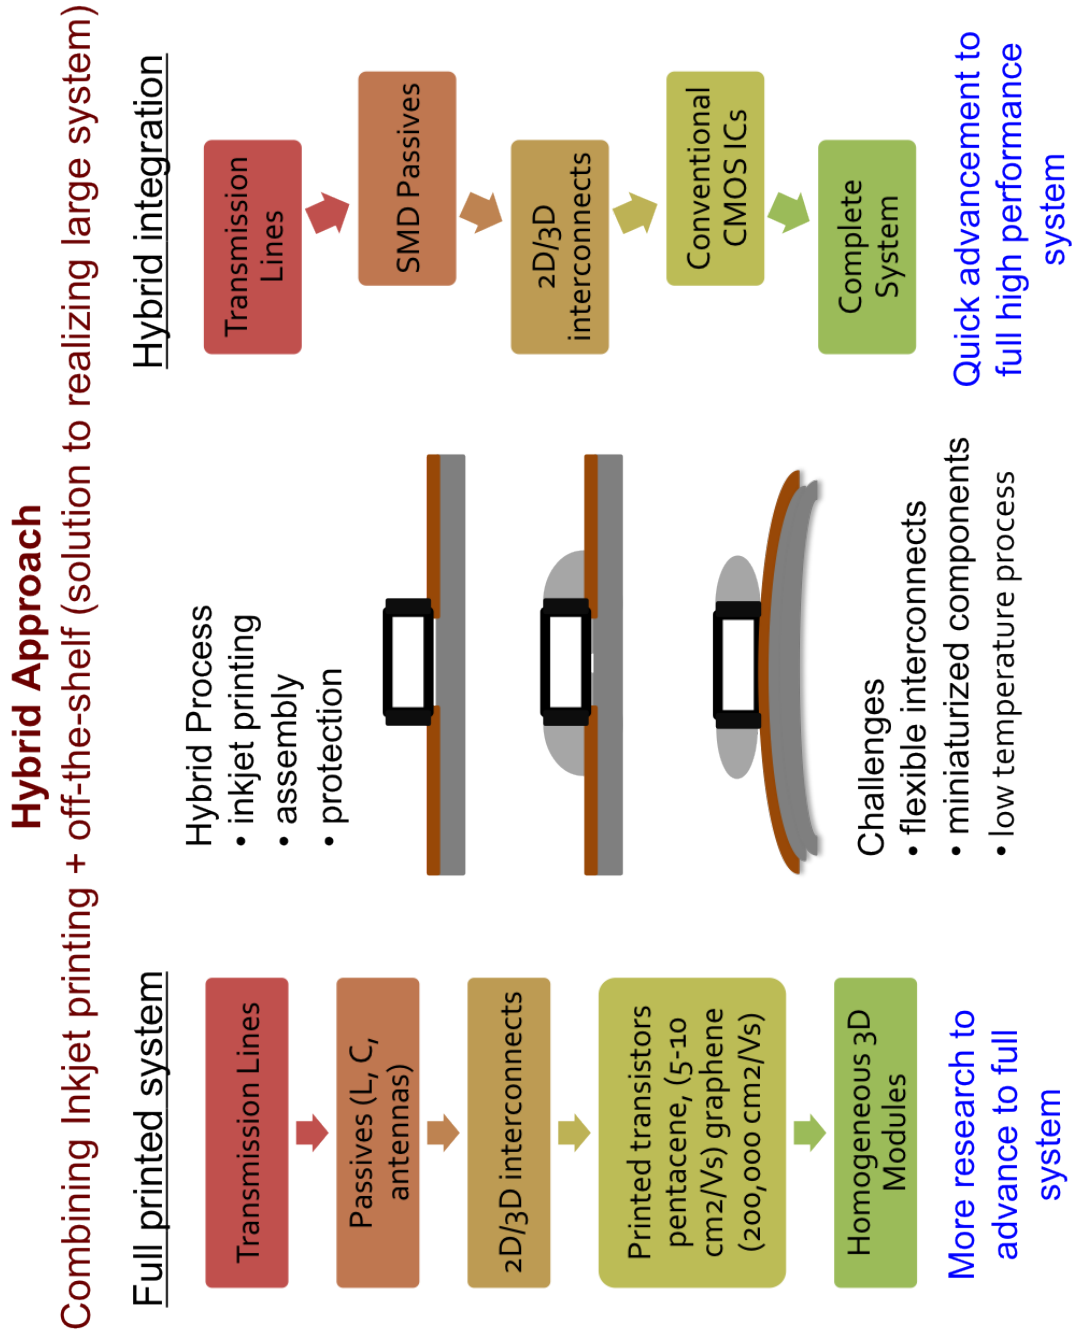 Hybrid Approach
Combining Inkjet printing + off-the-shelf (solution to realizing large system)
Full printed system
Transmission Lines
Passives (L, C,
antennas)
2D/3D interconnects
Printed transistors
pentacene, (5-10
cm2/Vs) graphene
(200,000 cm2/Vs)
Homogeneous 3D
Modules
More research to
advance to full
system
Hybrid Process
• inkjet printing
• assembly
• protection
Challenges
• flexible interconnects
• miniaturized components
• low temperature process
Hybrid integration
Transmission
Lines
SMD Passives
2D/3D
interconnects
Conventional
CMOS ICs
Complete
System
Quick advancement to
full high performance
system